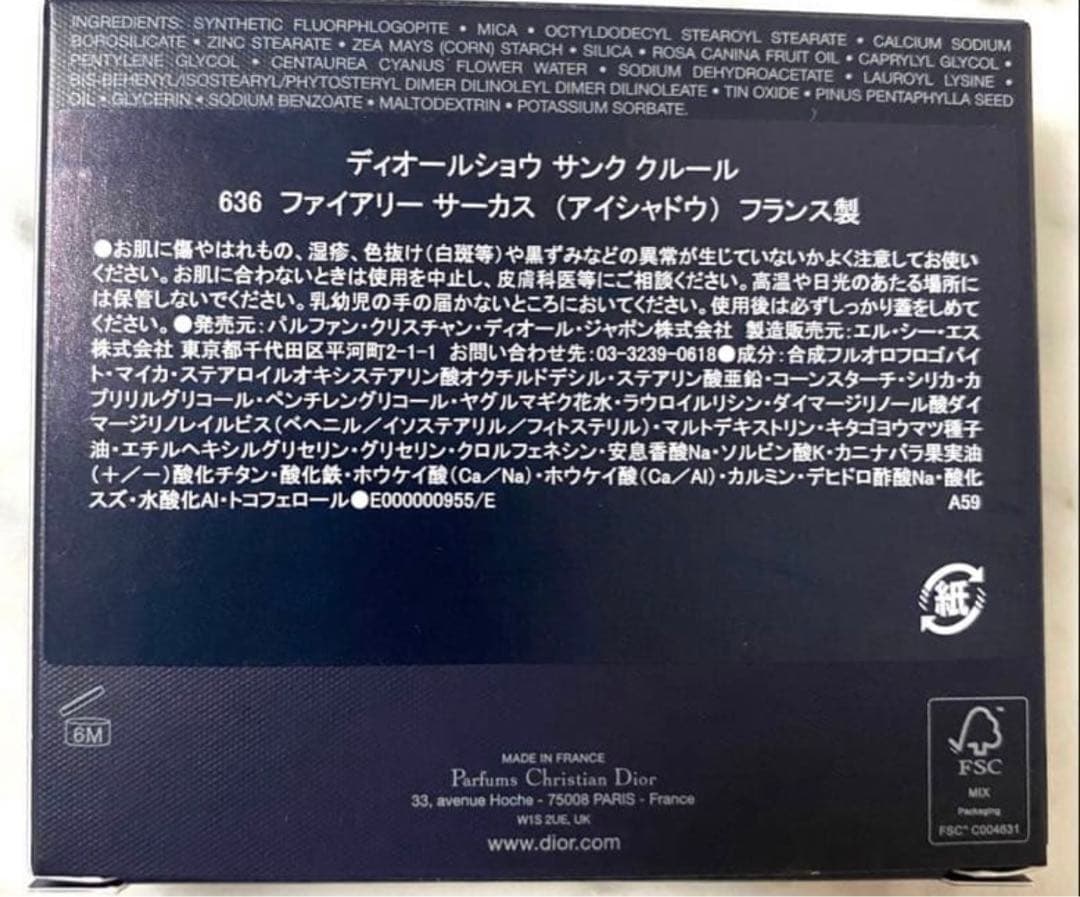 INGREDIENTS: SYNTHETIC FLUORPHLOGOPITE • MICA • OCTYLDODECYL STEAROYL STEARATE • CALCIUM SODIUM
BOROSILICATE • ZINC STEARATE • ZEA MAYS (CORN) STARCH • SILICA • ROSA CANINA FRUIT OIL • CAPRYLYL GLYCOL •
PENTYLENE GLYCOL • CENTAUREA CYANUS FLOWER WATER • SODIUM DEHYDROACETATE • LAUROYL LYSINE •
BIS-BEHENYL/ISOSTEARYL/PHYTOSTERYL DIMER DILINOLEYL DIMER DILINOLEATE • TIN OXIDE • PINUS PENTAPHYLLA SEED
OIL • GLYCERIN • SODIUM BENZOATE • MALTODEXTRIN • POTASSIUM SORBATE.
ディオールショウ サンク クルール
636 ファイアリー サーカス (アイシャドウ) フランス製
●お肌に傷やはれもの、湿疹、色抜け(白斑等)や黒ずみなどの異常が生じていないかよく注意してお使い
ください。お肌に合わないときは使用を中止し、皮膚科医等にご相談ください。高温や日光のあたる場所に
は保管しないでください。乳幼児の手の届かないところにおいてください。使用後は必ずしっかり蓋をしめて
ください。●発売元:パルファン・クリスチャン・ディオール・ジャポン株式会社 製造販売元:エル・シー・エス
株式会社 東京都千代田区平河町2-1-1 お問い合わせ先:03-3239-0618●成分:合成フルオロフロゴパイ
ト・マイカ・ステアロイルオキシステアリン酸オクチルドデシル・ステアリン酸亜鉛・コーンスターチ・シリカ・カ
プリリルグリコール・ペンチレングリコール・ヤグルマギク花水・ラウロイルリシン・ダイマージリノール酸ダイ
マージリノレイルビス(ベヘニル/イソステアリル/フィトステリル)・マルトデキストリン・キタゴヨウマツ種子
油・エチルヘキシルグリセリン・グリセリン・クロルフェネシン・安息香酸Na・ソルビン酸K・カニナバラ果実油
(+/−)酸化チタン・酸化鉄・ホウケイ酸(Ca/Na)・ホウケイ酸(Ca/Al)・カルミン・デヒドロ酢酸Na・酸化
スズ・水酸化Al・トコフェロール●E000000955/E A59
紙
6M
MADE IN FRANCE
Parfums Christian Dior
33, avenue Hoche - 75008 PARIS - France
W1S 2UE, UK
www.dior.com
FSC
MIX
Packaging
FSC® C004631